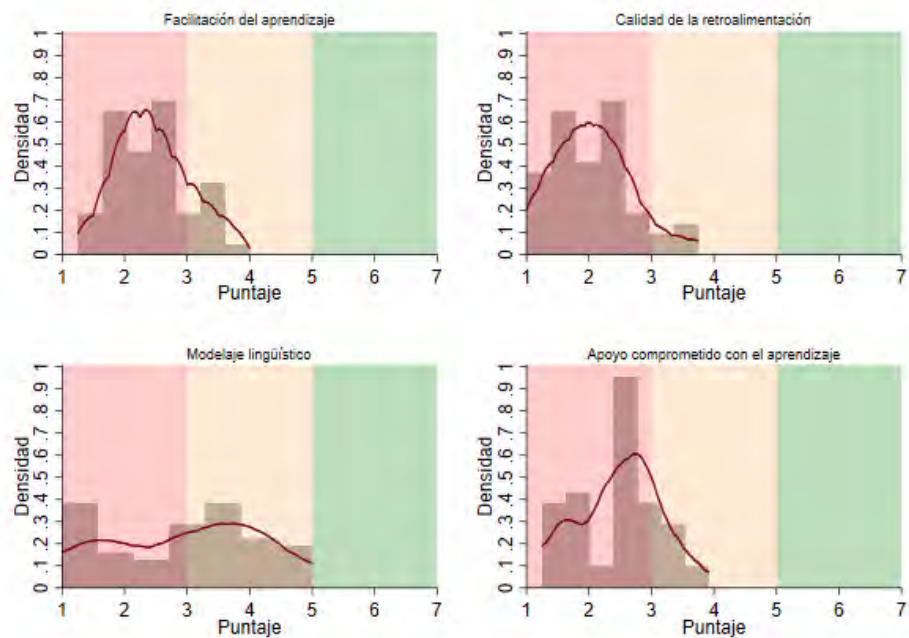 Facilitación del aprendizaje
Densidad
0 .1 .2 .3 .4 .5 .6 .7 .8 .9 1
1 2 3 4 5 6 7
Puntaje
Calidad de la retroalimentación
Densidad
0 .1 .2 .3 .4 .5 .6 .7 .8 .9 1
1 2 3 4 5 6 7
Puntaje
Modelaje lingüístico
Densidad
0 .1 .2 .3 .4 .5 .6 .7 .8 .9 1
1 2 3 4 5 6 7
Puntaje
Apoyo comprometido con el aprendizaje
Densidad
0 .1 .2 .3 .4 .5 .6 .7 .8 .9 1
1 2 3 4 5 6 7
Puntaje